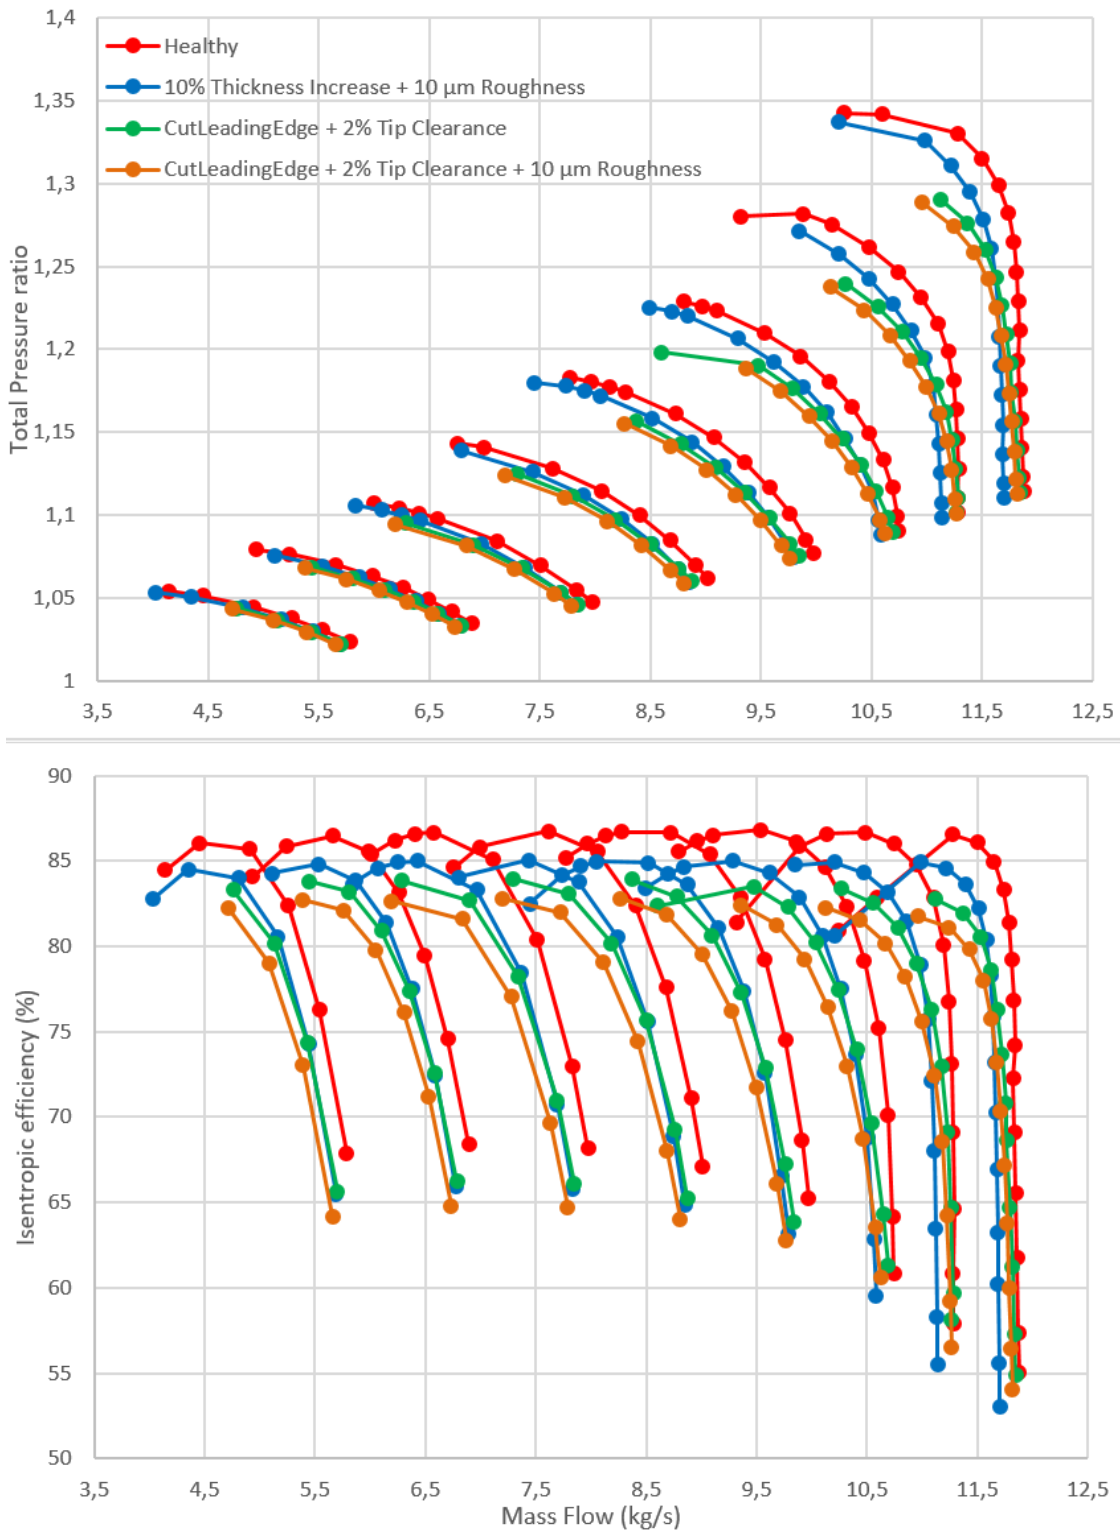 1,4
1,35
1,3
1,25
1,2
1,15
1,1
1,05
1
Total Pressure ratio
Healthy
10% Thickness Increase + 10 µm Roughness
CutLeadingEdge + 2% Tip Clearance
CutLeadingEdge + 2% Tip Clearance + 10 µm Roughness
3,5 4,5 5,5 6,5 7,5 8,5 9,5 10,5 11,5 12,5
90
85
80
75
70
65
60
55
50
Isentropic efficiency (%)
3,5 4,5 5,5 6,5 7,5 8,5 9,5 10,5 11,5 12,5
Mass Flow (kg/s)